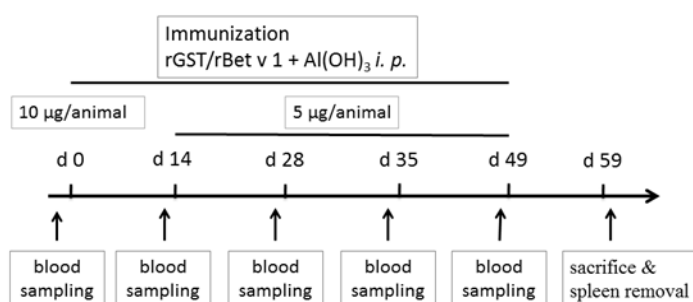 Immunization
rGST/rBet v 1 + Al(OH)₃ i. p.
10 µg/animal
5 µg/animal
d 0 d 14 d 28 d 35 d 49 d 59
blood sampling
blood sampling
blood sampling
blood sampling
blood sampling
sacrifice &
spleen removal